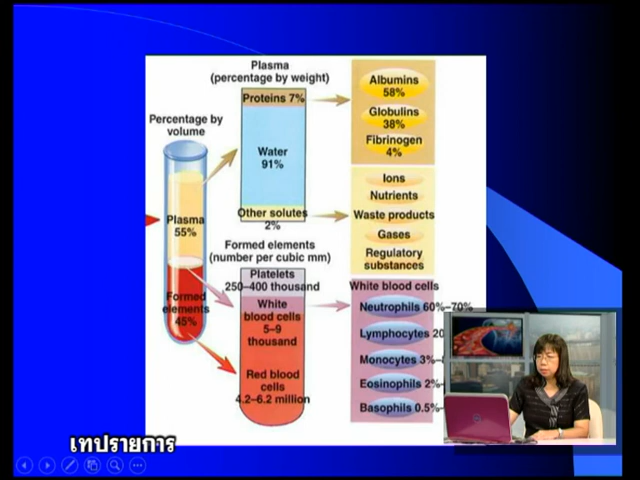 Plasma
(percentage by weight)
Proteins 7%
Water
91%
Other solutes
2%
Albumins
58%
Globulins
38%
Fibrinogen
4%
Percentage by
volume
Plasma
55%
Formed
elements
45%
Ions
Nutrients
Waste products
Gases
Regulatory
substances
Formed elements
(number per cubic mm)
Platelets
250–400 thousand
White
blood cells
5–9
thousand
Red blood
cells
4.2–6.2 million
White blood cells
Neutrophils 60%–70%
Lymphocytes 20
Monocytes 3%–
Eosinophils 2%–
Basophils 0.5%–
เทปรายการ